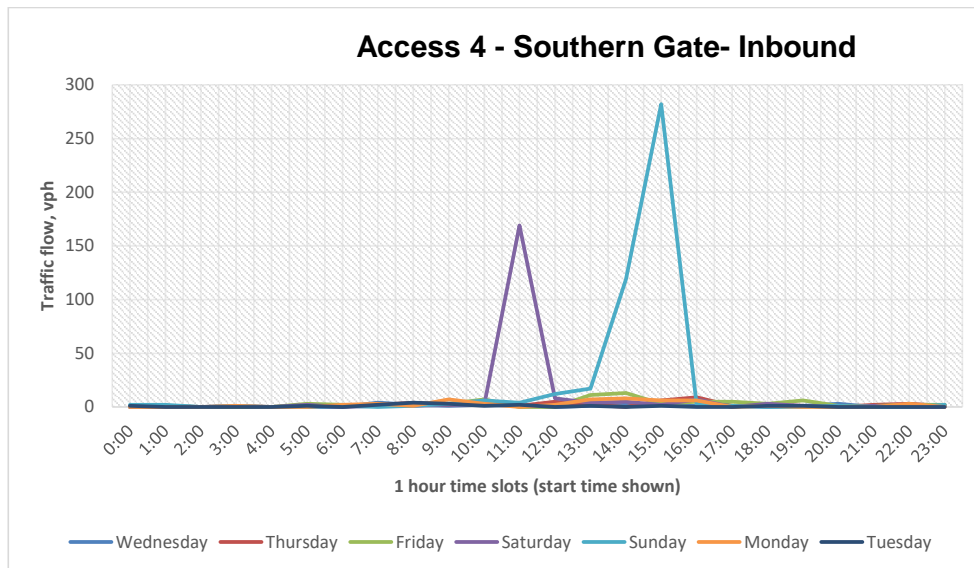 Access 4 - Southern Gate- Inbound
300
250
200
150
100
50
0
Traffic flow, vph
0:00 1:00 2:00 3:00 4:00 5:00 6:00 7:00 8:00 9:00 10:00 11:00 12:00 13:00 14:00 15:00 16:00 17:00 18:00 19:00 20:00 21:00 22:00 23:00
1 hour time slots (start time shown)
Wednesday Thursday Friday Saturday Sunday Monday Tuesday